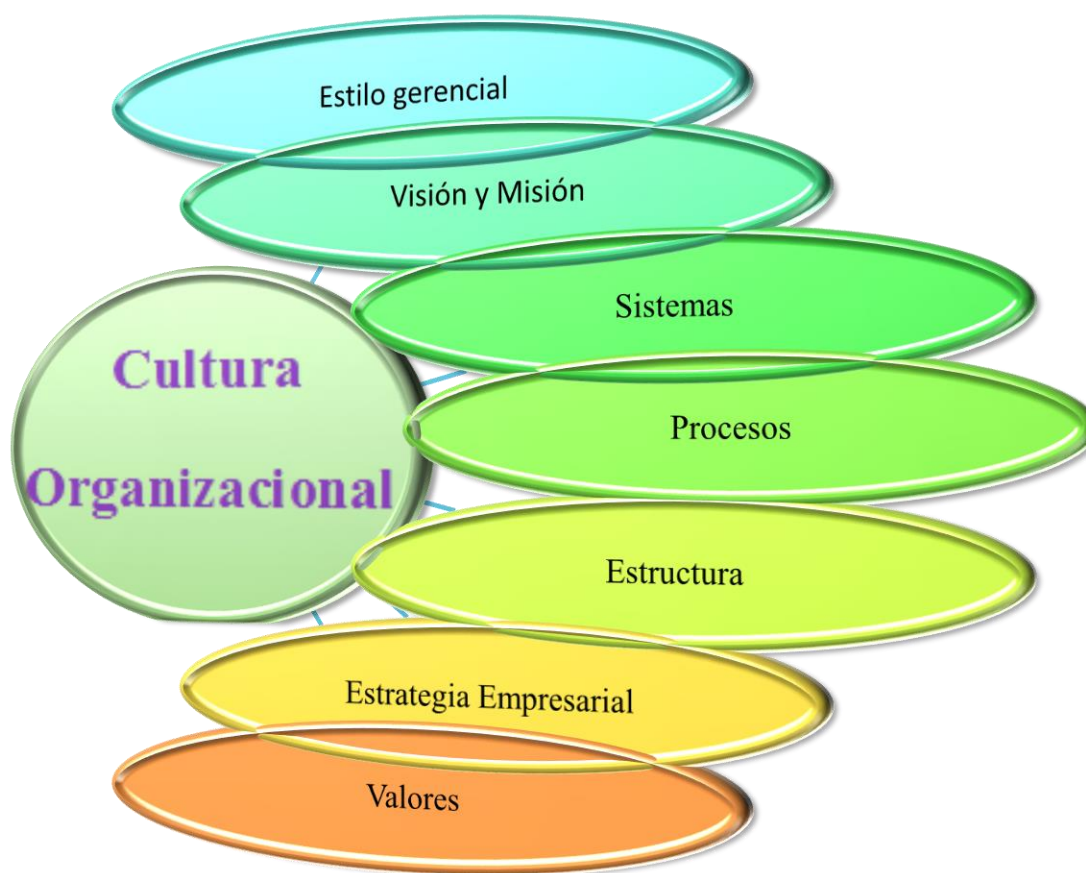 Estilo gerencial
Visión y Misión
Sistemas
Cultura
Organizacional
Procesos
Estructura
Estrategia Empresarial
Valores